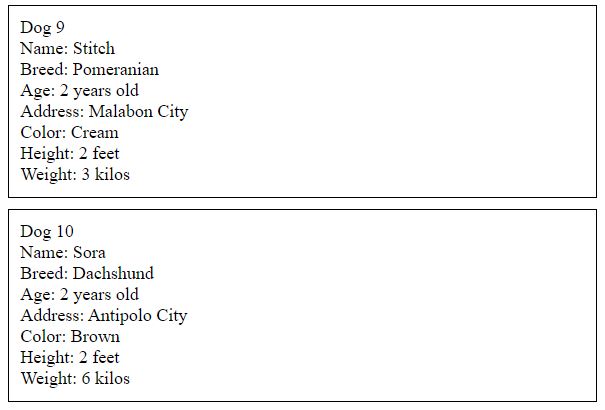 Dog 9
Name: Stitch
Breed: Pomeranian
Age: 2 years old
Address: Malabon City
Color: Cream
Height: 2 feet
Weight: 3 kilos
Dog 10
Name: Sora
Breed: Dachshund
Age: 2 years old
Address: Antipolo City
Color: Brown
Height: 2 feet
Weight: 6 kilos